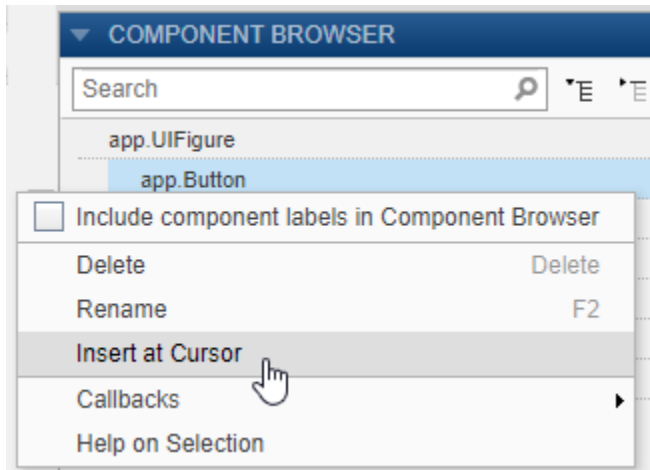 COMPONENT BROWSER
Search
app.UIFigure
app.Button
Include component labels in Component Browser
Delete Delete
Rename F2
Insert at Cursor
Callbacks
Help on Selection